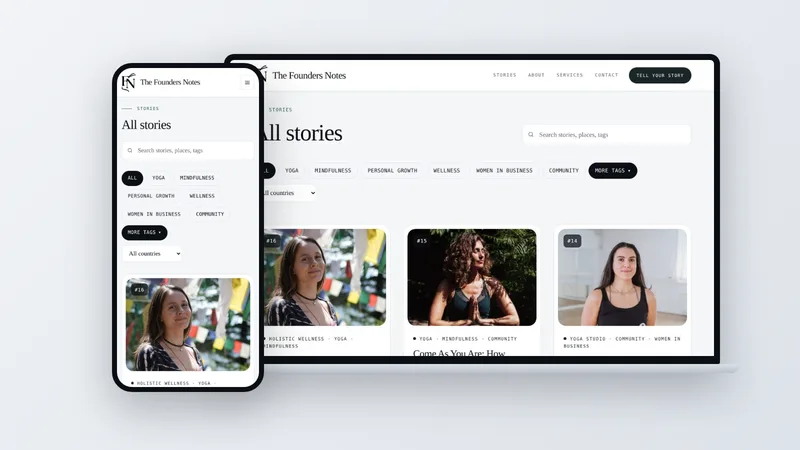 FN The Founders Notes
STORIES
All stories
Search stories, places, tags
ALL YOGA MINDFULNESS
PERSONAL GROWTH WELLNESS
WOMEN IN BUSINESS COMMUNITY
MORE TAGS
All countries
#16
HOLISTIC WELLNESS · YOGA ·
N The Founders Notes
STORIES ABOUT SERVICES CONTACT TELL YOUR STORY
STORIES
All stories
Search stories, places, tags
LL YOGA MINDFULNESS PERSONAL GROWTH WELLNESS WOMEN IN BUSINESS COMMUNITY MORE TAGS
ll countries
#16
HOLISTIC WELLNESS · YOGA ·
INDFULNESS
#15
YOGA · MINDFULNESS · COMMUNITY
Come As You Are: How
#14
YOGA STUDIO · COMMUNITY · WOMEN IN
BUSINESS